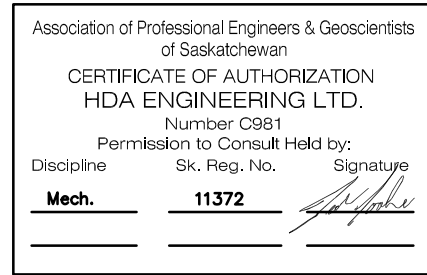 Association of Professional Engineers & Geoscientists
of Saskatchewan
CERTIFICATE OF AUTHORIZATION
HDA ENGINEERING LTD.
Number C981
Permission to Consult Held by:
Discipline Sk. Reg. No. Signature
Mech. 11372